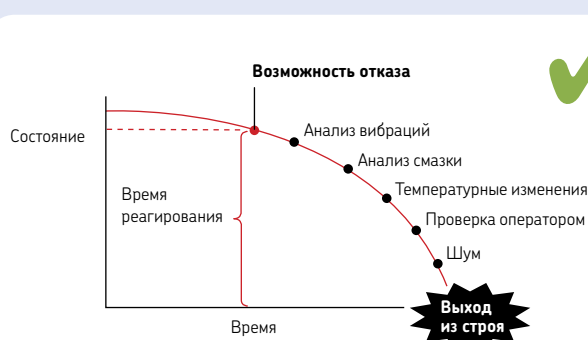 Возможность отказа
Состояние
Анализ вибраций
Анализ смазки
Температурные изменения
Время
реагирования
Проверка оператором
Шум
Выход
из строя
Время